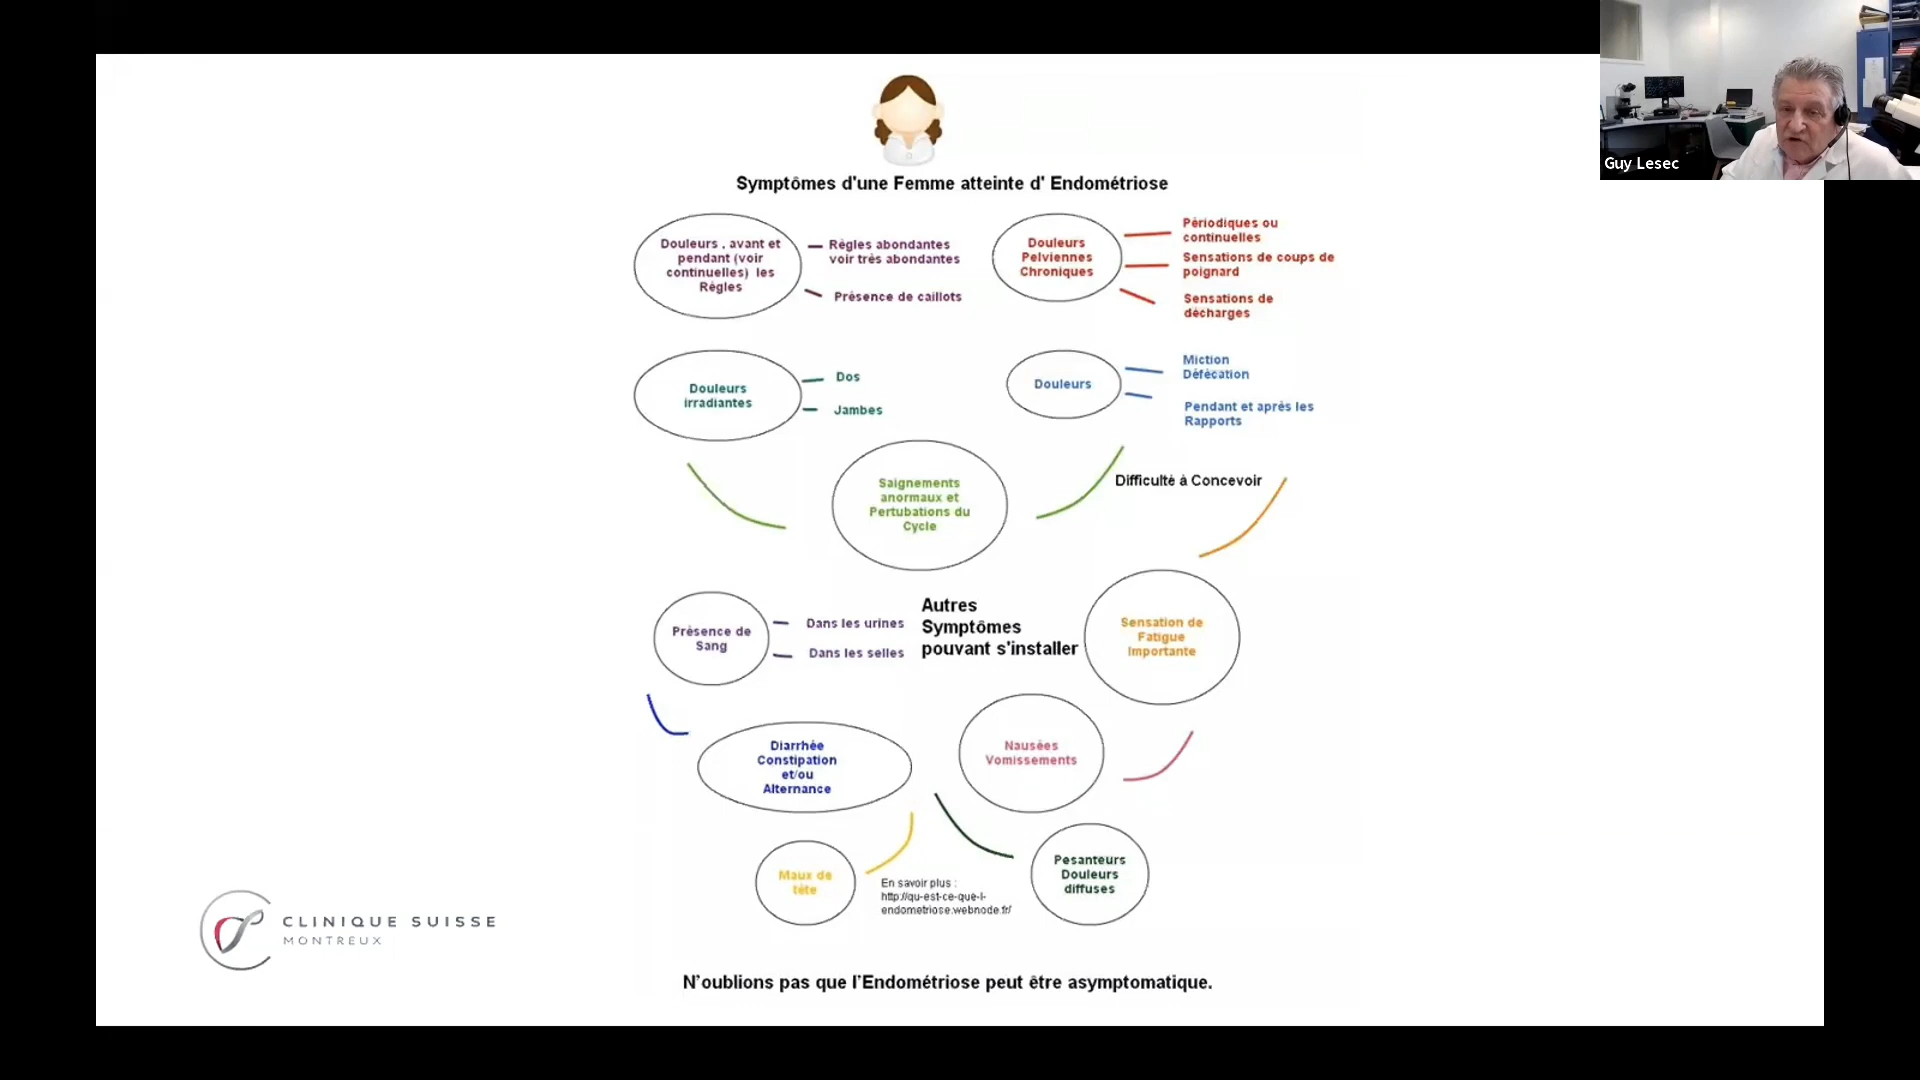 Guy Lesec
Symptômes d'une Femme atteinte d' Endométriose
Douleurs , avant et
pendant (voir
continuelles) les
Règles
Règles abondantes
voir très abondantes
Présence de caillots
Douleurs
Pelviennes
Chroniques
Périodiques ou
continuelles
Sensations de coups de
poignard
Sensations de
décharges
Douleurs
irradiantes
Dos
Jambes
Douleurs
Miction
Défécation
Pendant et après les
Rapports
Saignements
anormaux et
Pertubations du
Cycle
Difficulté à Concevoir
Présence de
Sang
Dans les urines
Dans les selles
Autres
Symptômes
pouvant s'installer
Sensation de
Fatigue
Importante
Diarrhée
Constipation
et/ou
Alternance
Nausées
Vomissements
Maux de
tête
En savoir plus :
http://qu-est-ce-que-l-
endometriose.webnode.fr/
Pesanteurs
Douleurs
diffuses
CLINIQUE SUISSE
MONTREUX
N'oublions pas que l'Endométriose peut être asymptomatique.